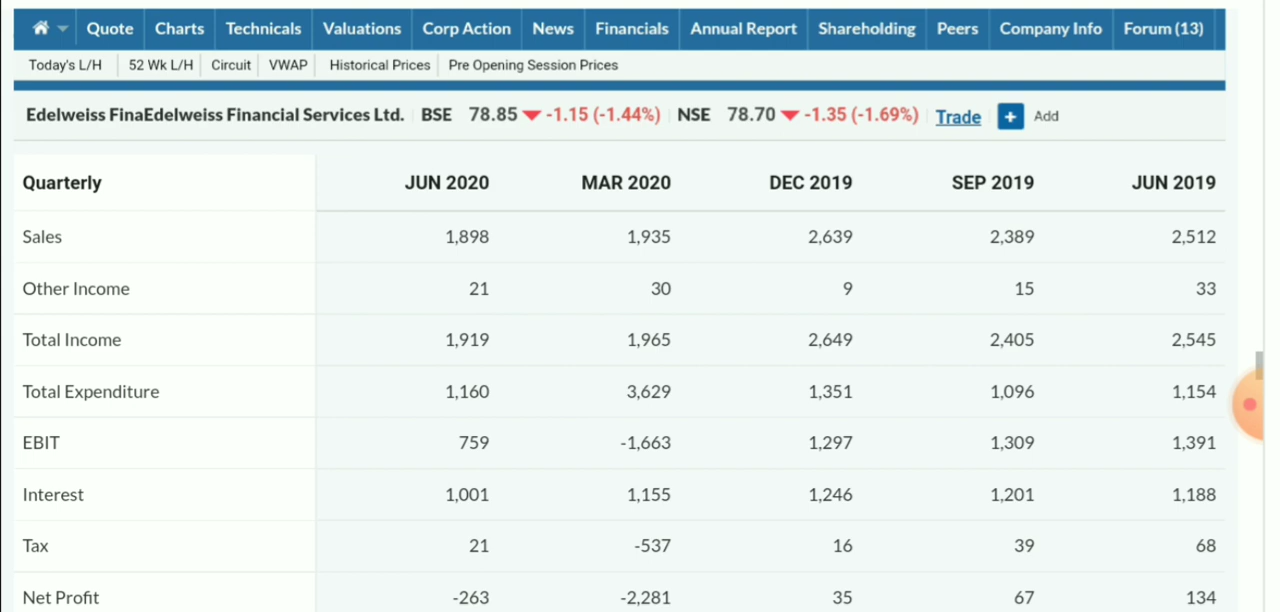 Quote Charts Technicals Valuations Corp Action News Financials Annual Report Shareholding Peers Company Info Forum (13)
Today's L/H 52 Wk L/H Circuit VWAP Historical Prices Pre Opening Session Prices
Edelweiss FinaEdelweiss Financial Services Ltd. BSE 78.85 -1.15 (-1.44%) NSE 78.70 -1.35 (-1.69%) Trade + Add
Quarterly JUN 2020 MAR 2020 DEC 2019 SEP 2019 JUN 2019
Sales 1,898 1,935 2,639 2,389 2,512
Other Income 21 30 9 15 33
Total Income 1,919 1,965 2,649 2,405 2,545
Total Expenditure 1,160 3,629 1,351 1,096 1,154
EBIT 759 -1,663 1,297 1,309 1,391
Interest 1,001 1,155 1,246 1,201 1,188
Tax 21 -537 16 39 68
Net Profit -263 -2,281 35 67 134